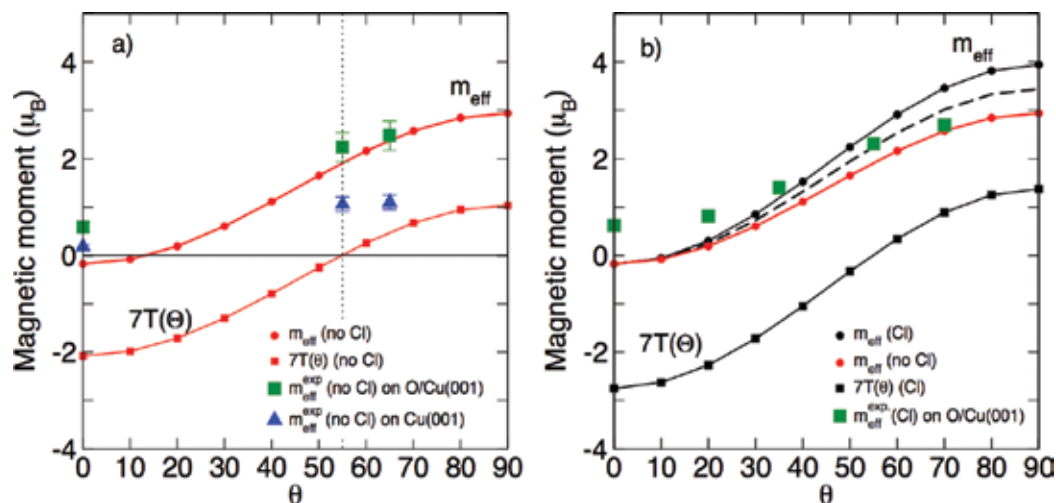 a)
m_eff
Magnetic moment (μ_B)
4
2
0
-2
-4
7T(Θ)
m_eff (no Cl)
7T(θ) (no Cl)
m_eff^exp (no Cl) on O/Cu(001)
m_eff^exp (no Cl) on Cu(001)
0 10 20 30 40 50 60 70 80 90
θ
b)
m_eff
Magnetic moment (μ_B)
4
2
0
-2
-4
7T(Θ)
m_eff (Cl)
m_eff (no Cl)
7T(θ) (Cl)
m_eff^exp. (Cl) on O/Cu(001)
0 10 20 30 40 50 60 70 80 90
θ